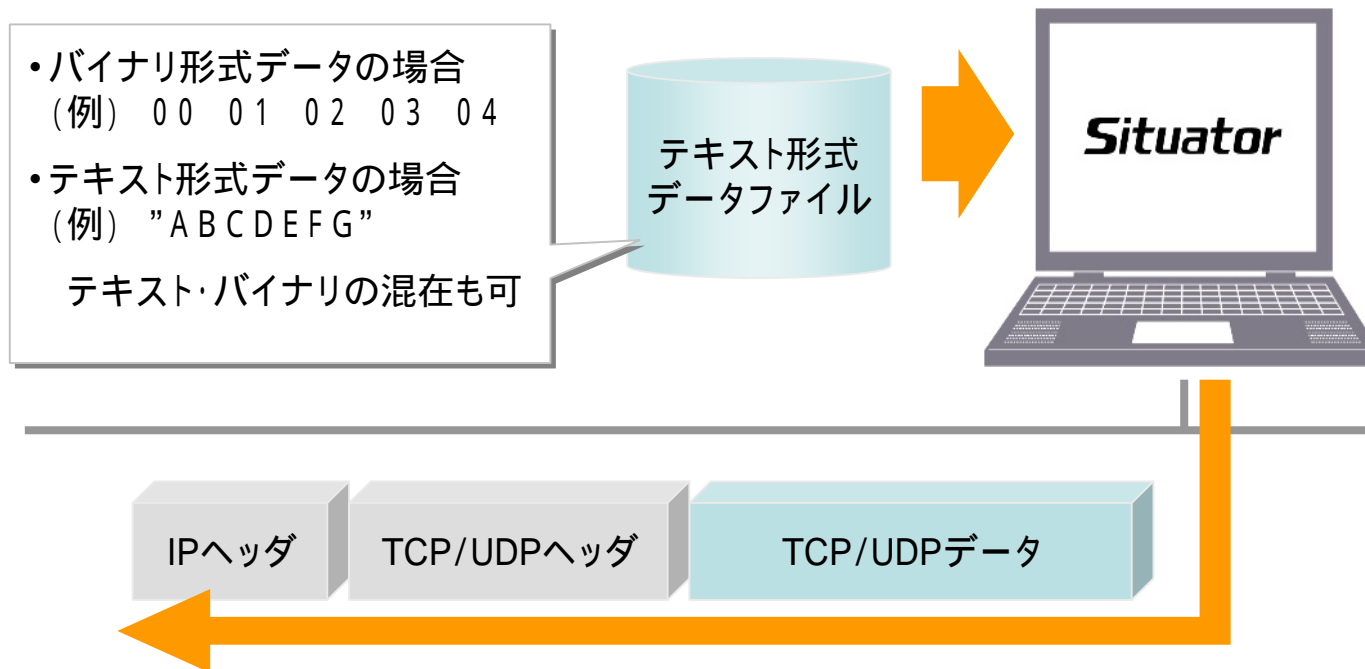 ・バイナリ形式データの場合
(例) 00 01 02 03 04
・テキスト形式データの場合
(例) ”ABCDEFG”
テキスト・バイナリの混在も可
テキスト形式
データファイル
Situator
IPヘッダ
TCP/UDPヘッダ
TCP/UDPデータ